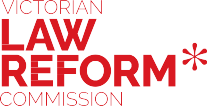 VICTORIAN
LAW
REFORM*
COMMISSION